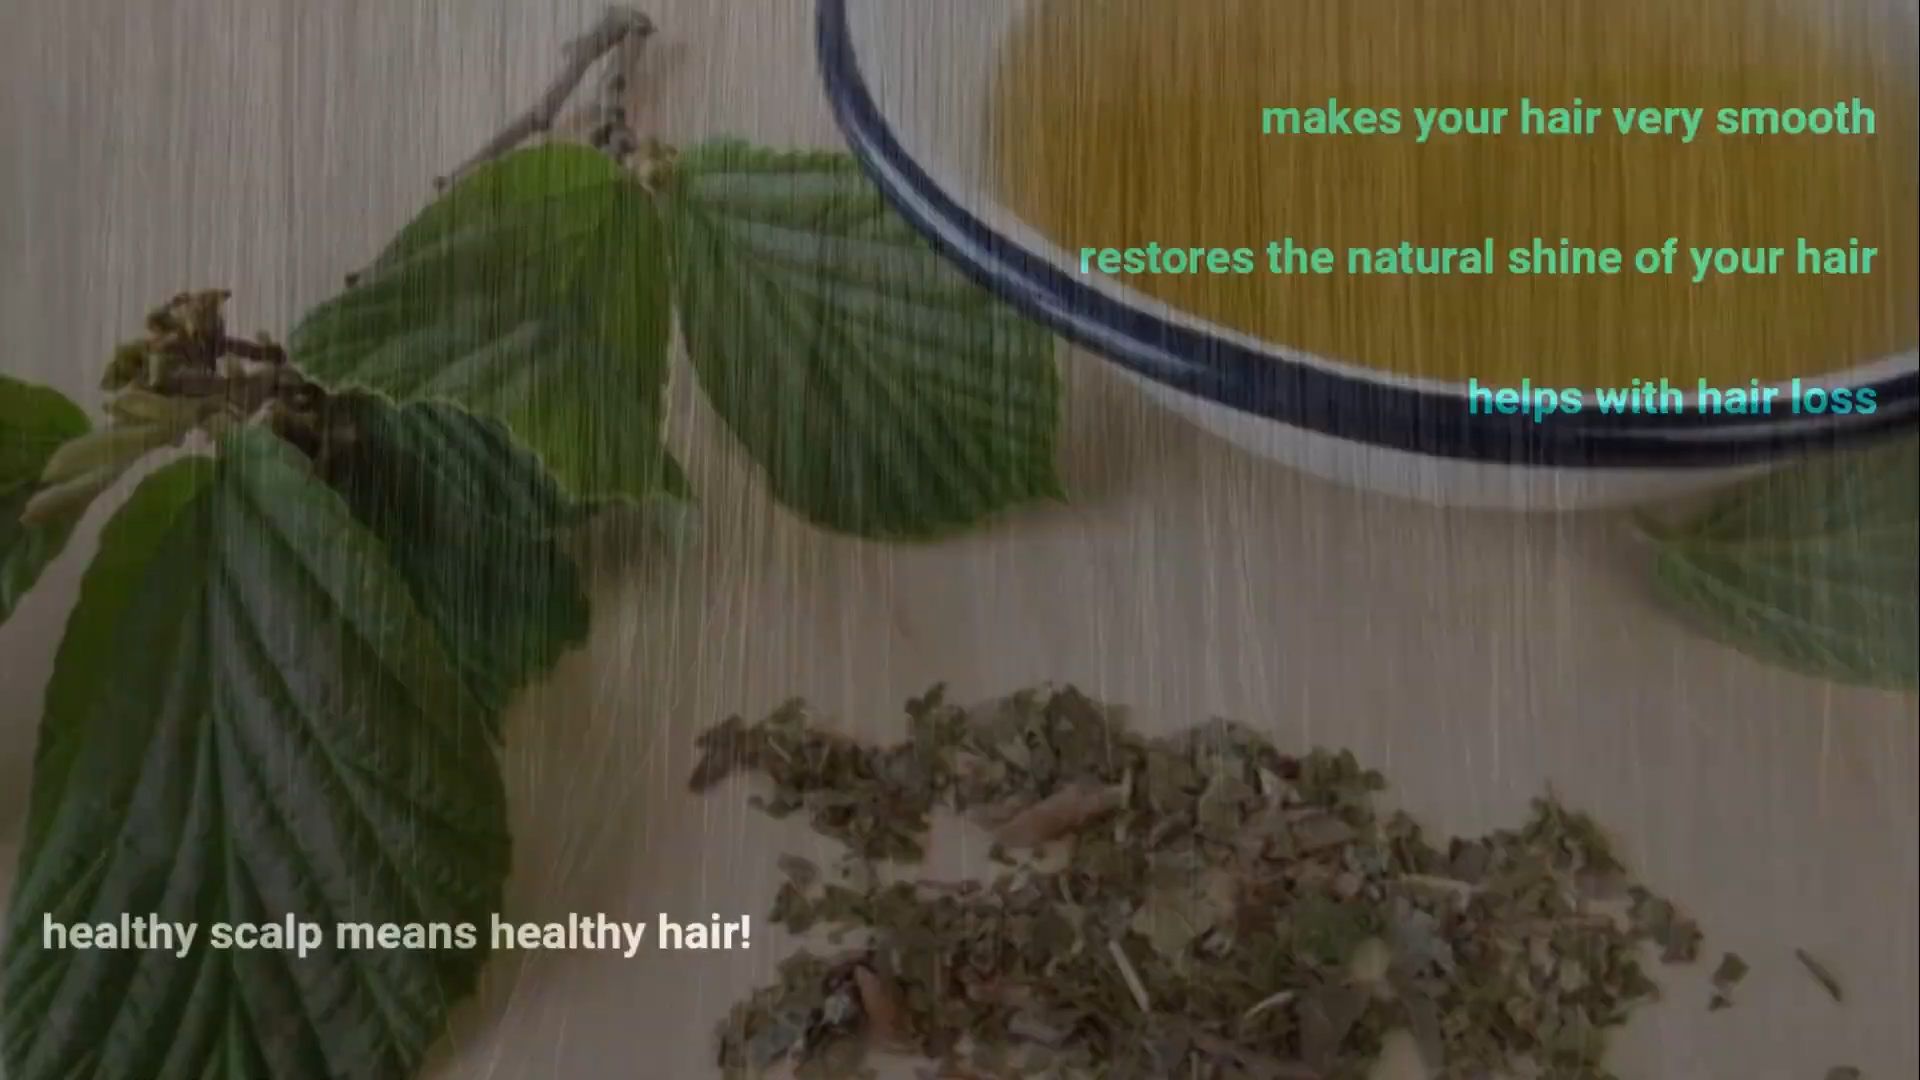 makes your hair very smooth
restores the natural shine of your hair
helps with hair loss
healthy scalp means healthy hair!